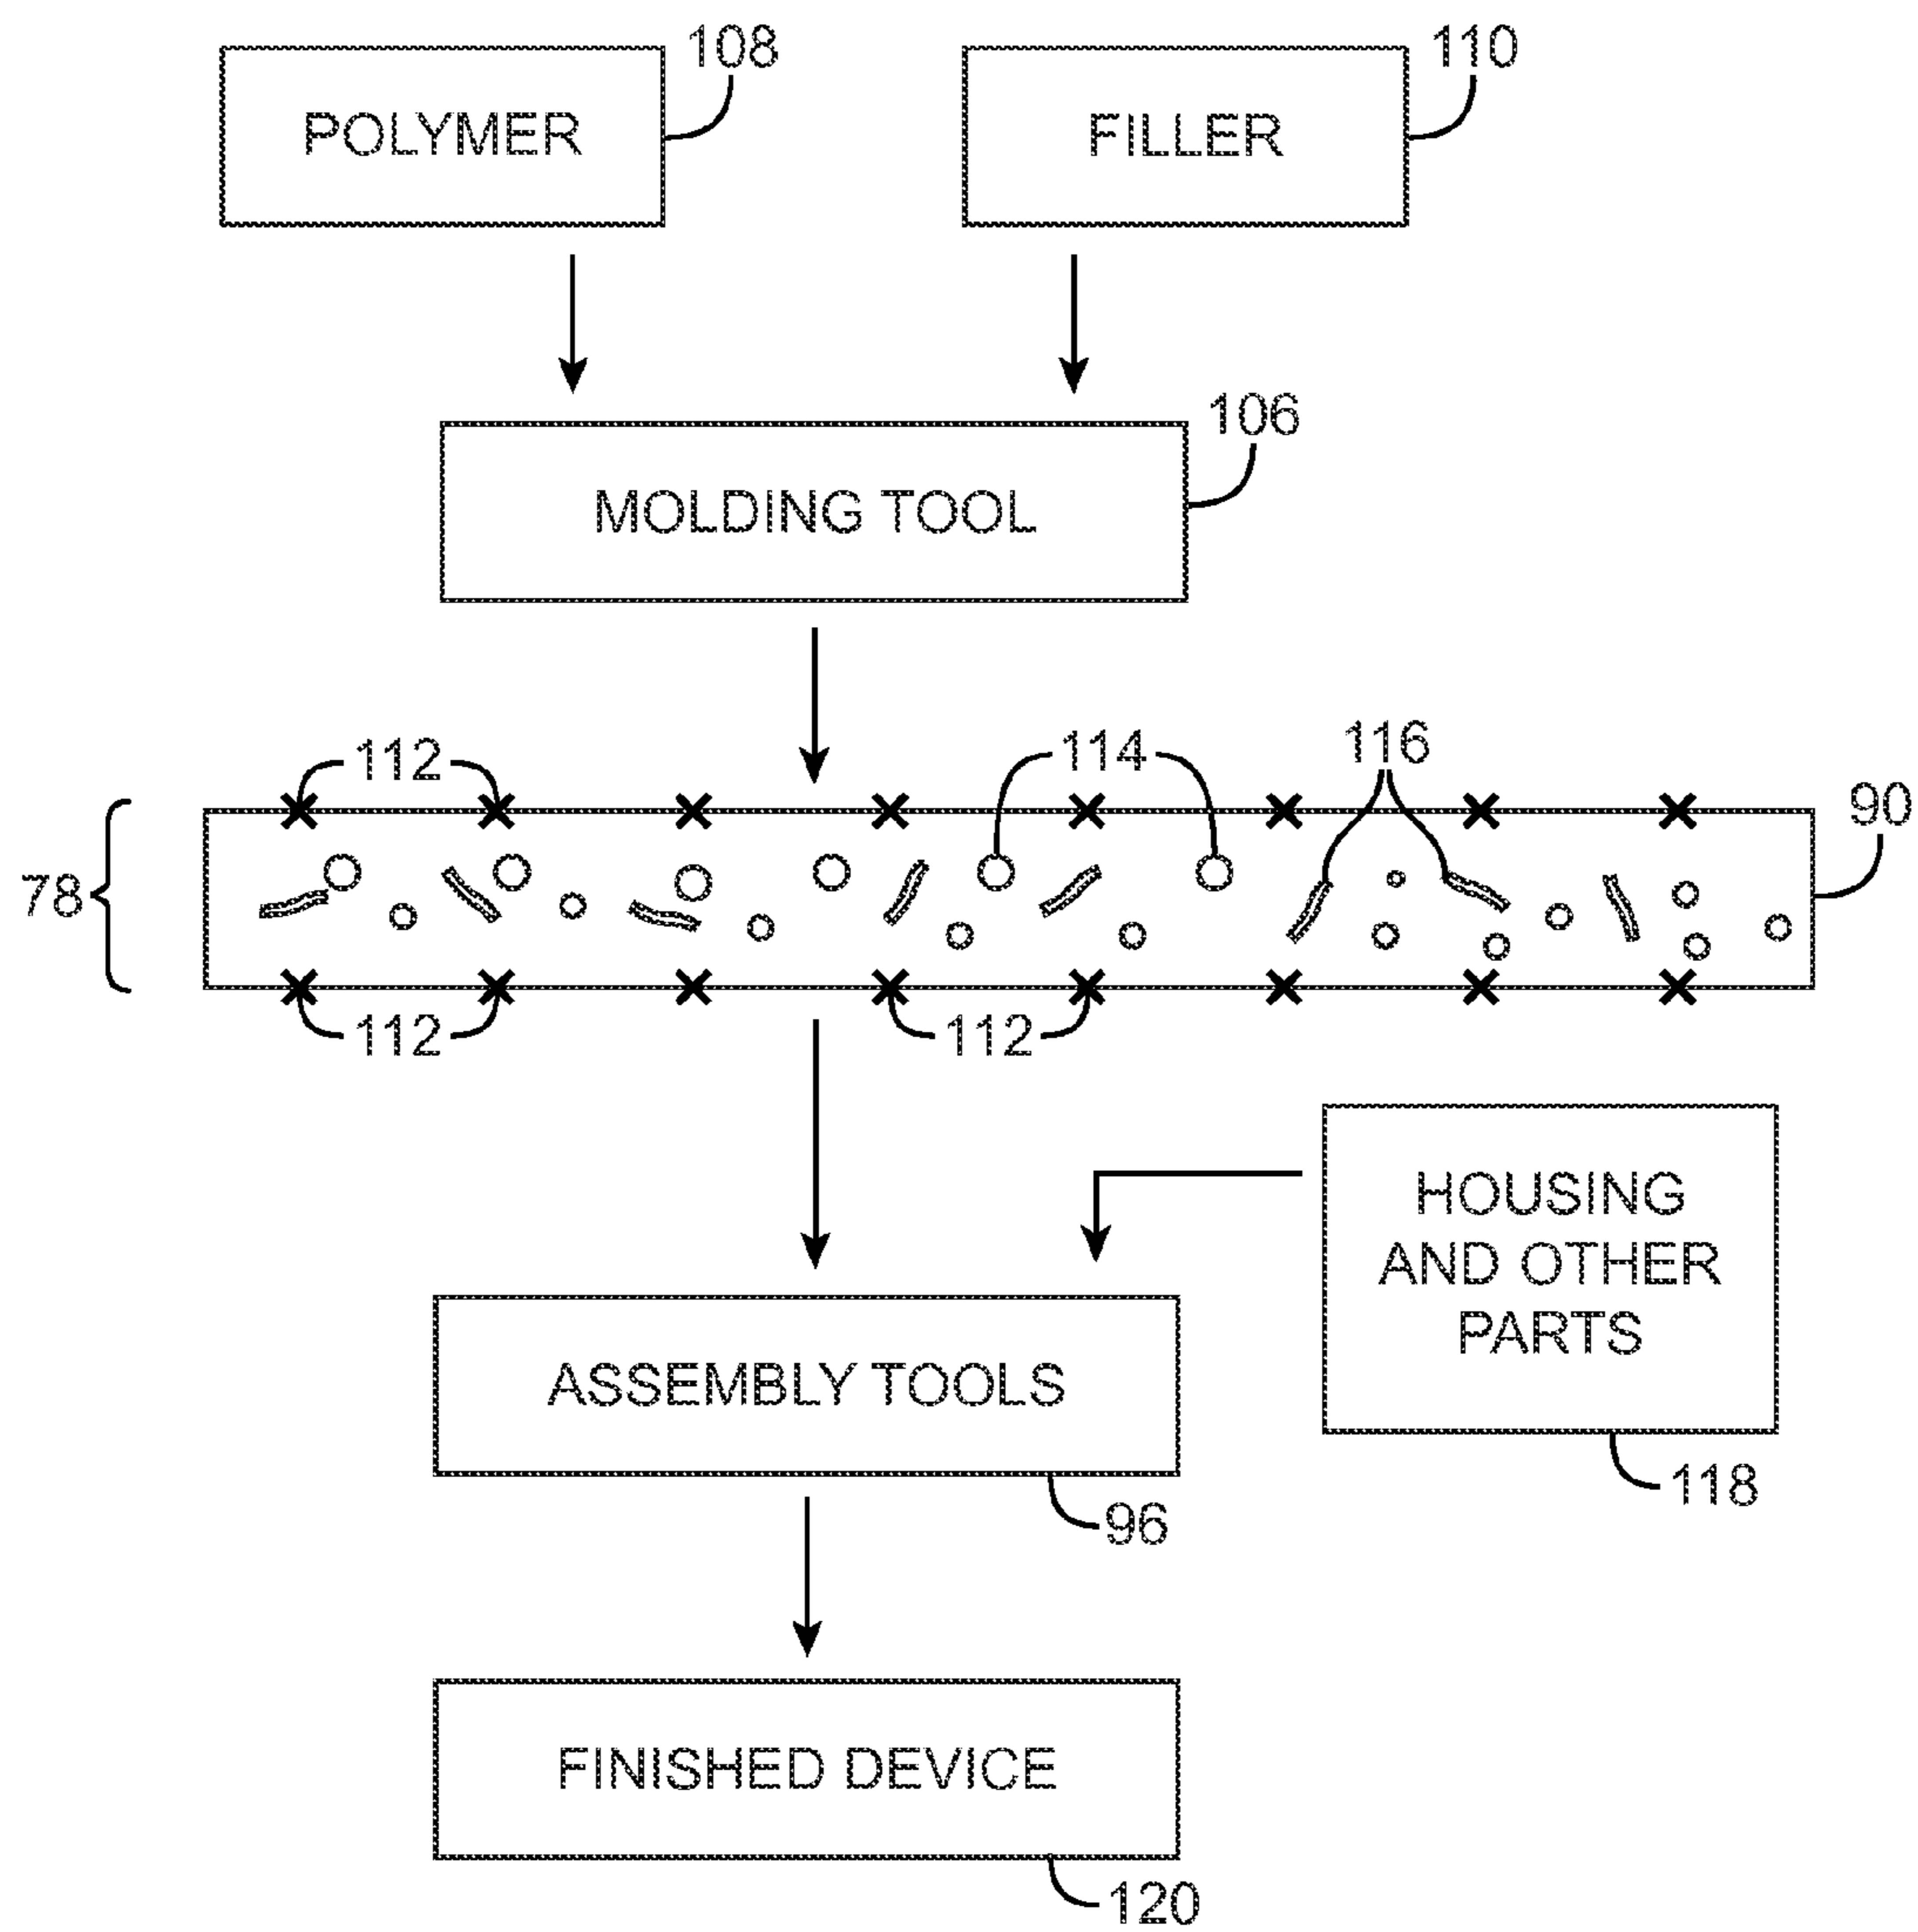 108
110
POLYMER
FILLER
106
MOLDING TOOL
112
114
116
90
78
112
112
HOUSING
AND OTHER
PARTS
ASSEMBLY TOOLS
118
96
FINISHED DEVICE
120